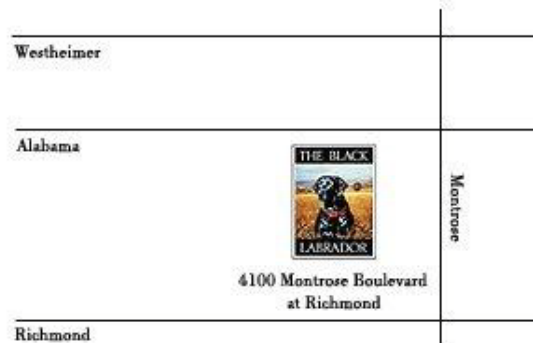 Westheimer
Alabama
THE BLACK
LABRADOR
Montrose
4100 Montrose Boulevard
at Richmond
Richmond